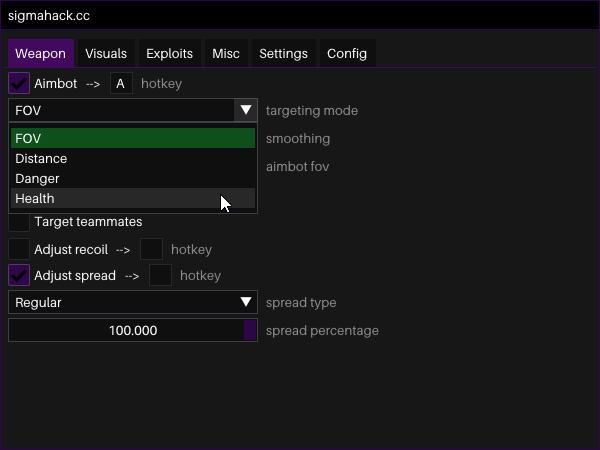 sigmahack.cc
Weapon Visuals Exploits Misc Settings Config
Aimbot --> A hotkey
FOV targeting mode
FOV smoothing
Distance aimbot fov
Danger
Health
Target teammates
Adjust recoil --> hotkey
Adjust spread --> hotkey
Regular spread type
100.000 spread percentage